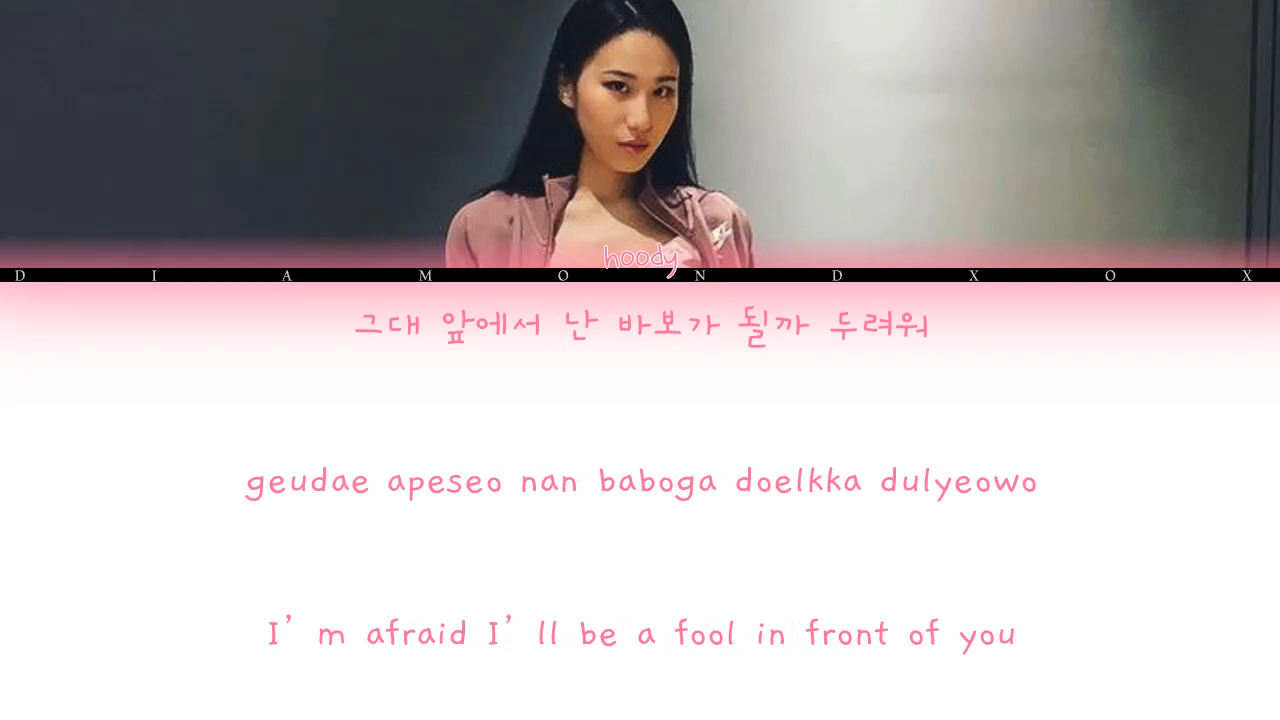 hoody
D I A M O N D X O X
그대 앞에서 난 바보가 될까 두려워
geudae apeseo nan baboga doelkka dulyeowo
I’m afraid I’ll be a fool in front of you